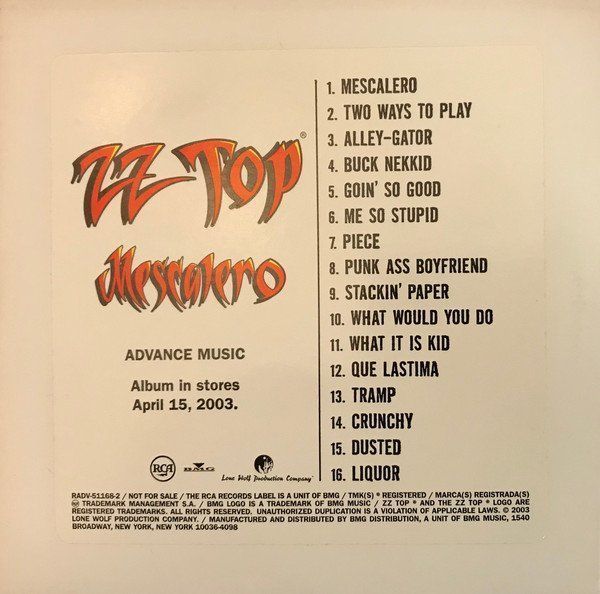 ZZ TOP®
Mescalero
ADVANCE MUSIC
Album in stores
April 15, 2003.
RCA
BMG
Lone Wolf Production Company
1. MESCALERO
2. TWO WAYS TO PLAY
3. ALLEY-GATOR
4. BUCK NEKKID
5. GOIN' SO GOOD
6. ME SO STUPID
7. PIECE
8. PUNK ASS BOYFRIEND
9. STACKIN' PAPER
10. WHAT WOULD YOU DO
11. WHAT IT IS KID
12. QUE LASTIMA
13. TRAMP
14. CRUNCHY
15. DUSTED
16. LIQUOR
RADV-51168-2 / NOT FOR SALE / THE RCA RECORDS LABEL IS A UNIT OF BMG / TMK(S) ® REGISTERED / MARCA(S) REGISTRADA(S)
TRADEMARK MANAGEMENT S.A. / BMG LOGO IS A TRADEMARK OF BMG MUSIC / ZZ TOP ® AND THE ZZ TOP ® LOGO ARE
REGISTERED TRADEMARKS. ALL RIGHTS RESERVED. UNAUTHORIZED DUPLICATION IS A VIOLATION OF APPLICABLE LAWS. © 2003
LONE WOLF PRODUCTION COMPANY. / MANUFACTURED AND DISTRIBUTED BY BMG DISTRIBUTION, A UNIT OF BMG MUSIC, 1540
BROADWAY, NEW YORK, NEW YORK 10036-4098